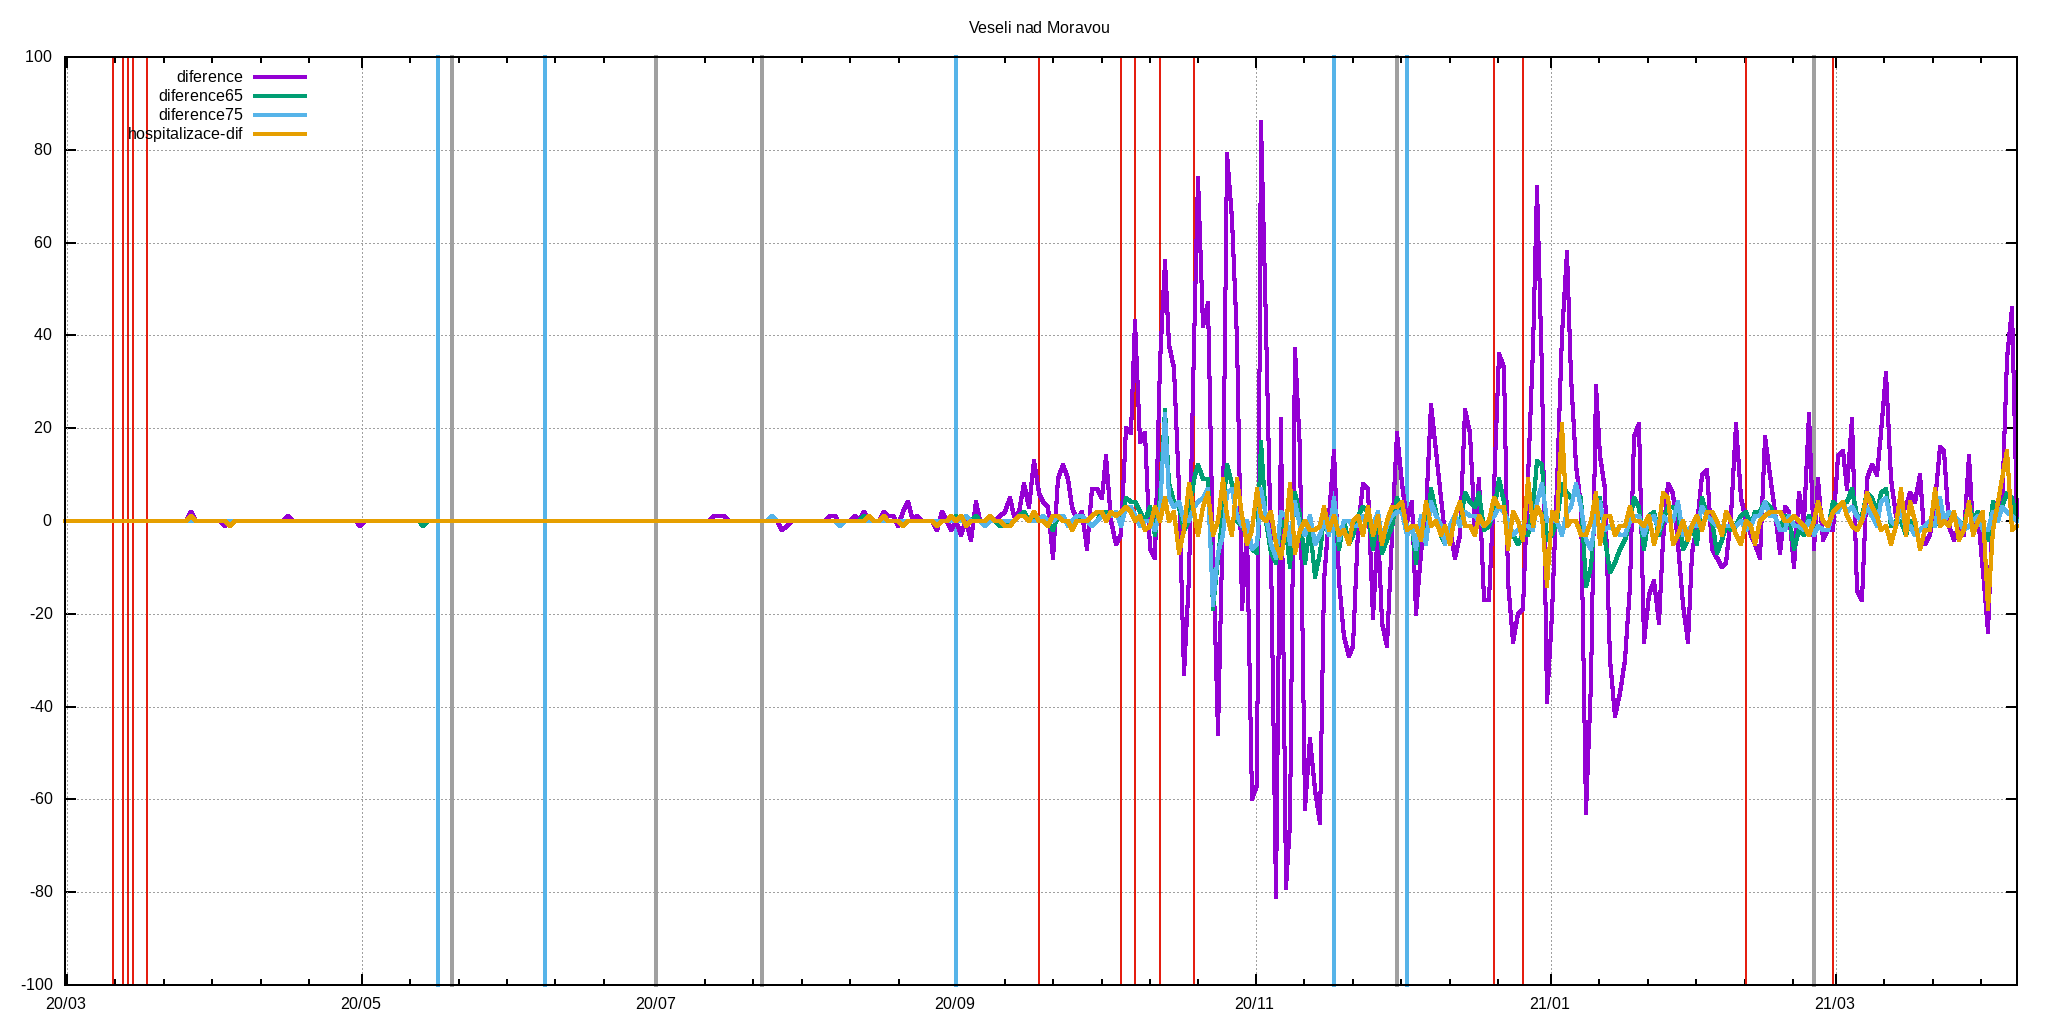 Veseli nad Moravou
100
diference
diference65
diference75
hospitalizace-dif
80
60
40
20
0
-20
-40
-60
-80
-100
20/03 20/05 20/07 20/09 20/11 21/01 21/03